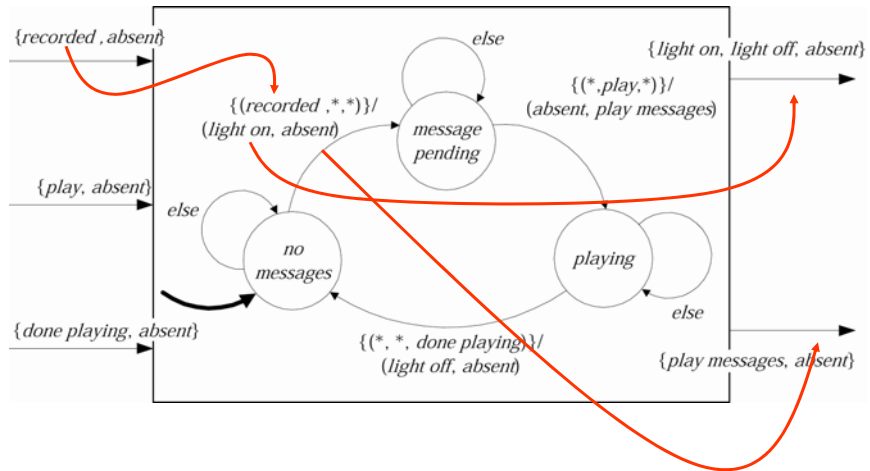 {recorded ,absent}
else
{light on, light off, absent}
{(*,play,*)}/
(absent, play messages)
{(recorded ,*,*)}/
(light on, absent)
message
pending
{play, absent}
else
no
messages
playing
else
{done playing, absent}
{(*, *, done playing)}/
(light off, absent)
{play messages, absent}